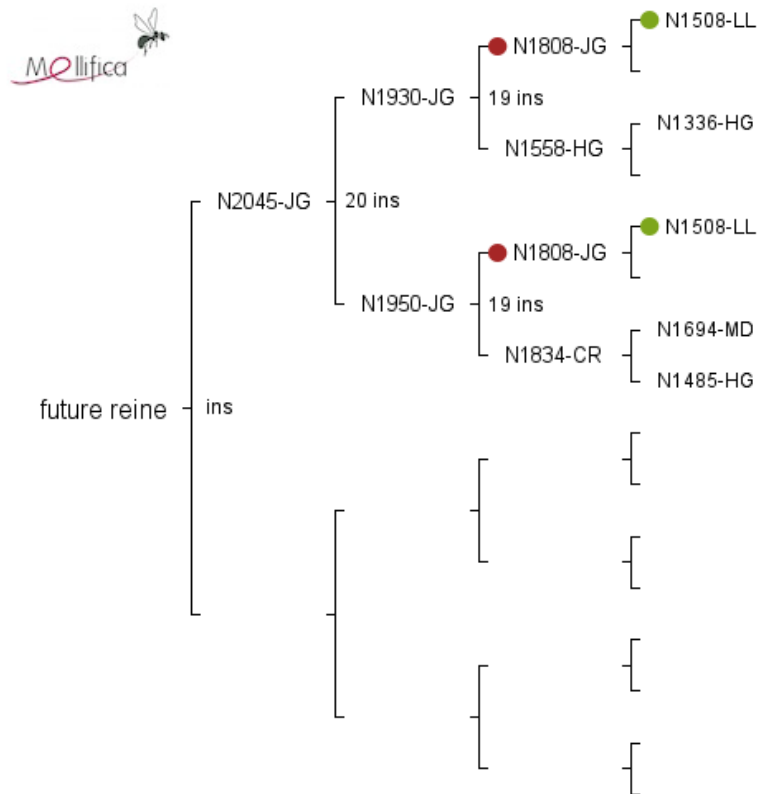 Mellifica
N1508-LL
N1808-JG
N1930-JG
19 ins
N1336-HG
N1558-HG
N2045-JG
20 ins
N1508-LL
N1808-JG
N1950-JG
19 ins
N1694-MD
N1834-CR
N1485-HG
future reine
ins